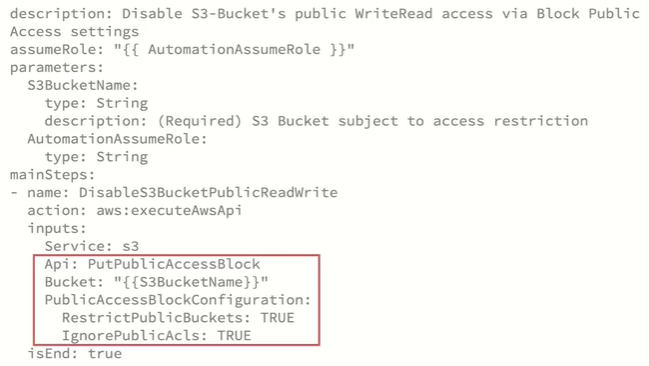 description: Disable S3-Bucket's public WriteRead access via Block Public
Access settings
assumeRole: "{{ AutomationAssumeRole }}"
parameters:
  S3BucketName:
    type: String
    description: (Required) S3 Bucket subject to access restriction
  AutomationAssumeRole:
    type: String
mainSteps:
- name: DisableS3BucketPublicReadWrite
  action: aws:executeAwsApi
  inputs:
    Service: s3
    Api: PutPublicAccessBlock
    Bucket: "{{S3BucketName}}"
    PublicAccessBlockConfiguration:
      RestrictPublicBuckets: TRUE
      IgnorePublicAcls: TRUE
  isEnd: true